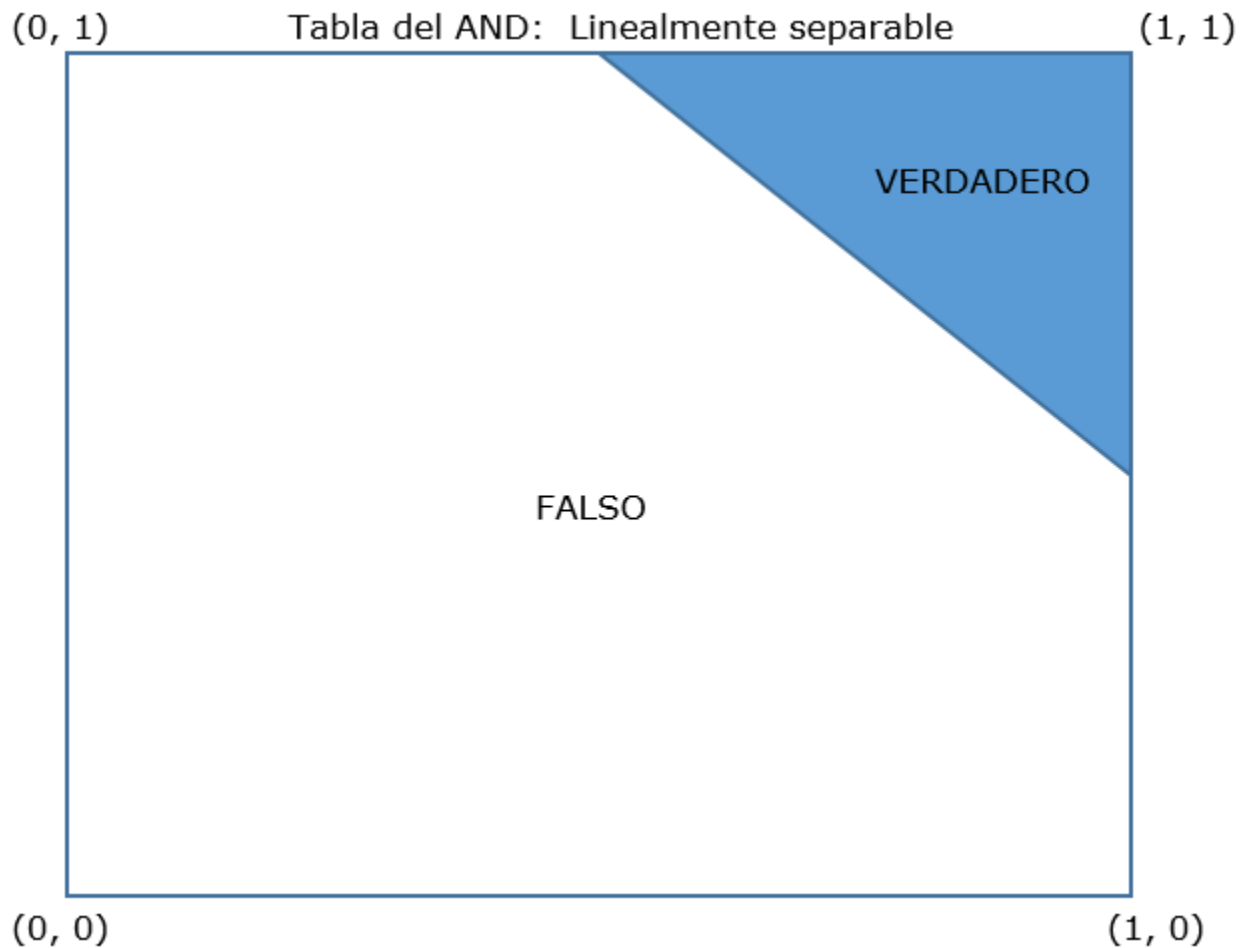 (0, 1) Tabla del AND: Linealmente separable (1, 1)
VERDADERO
FALSO
(0, 0) (1, 0)